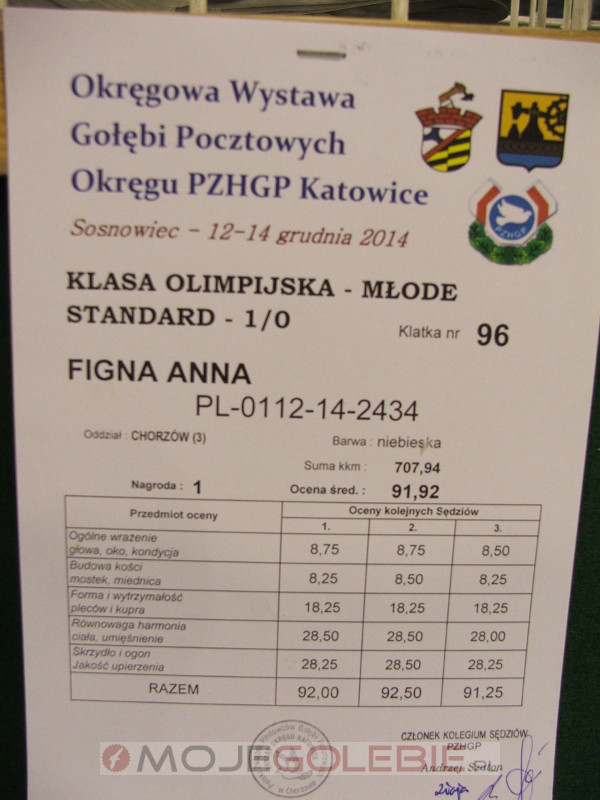 Okręgowa Wystawa
Gołębi Pocztowych
Okręgu PZHGP Katowice
PZHGP
Sosnowiec - 12-14 grudnia 2014
KLASA OLIMPIJSKA - MŁODE
STANDARD - 1/0
Klatka nr 96
FIGNA ANNA
PL-0112-14-2434
Oddział : CHORZÓW (3) Barwa : niebieska
Suma kkm : 707,94
Nagroda : 1 Ocena śred. : 91,92
Przedmiot oceny Oceny kolejnych Sędziów
1. 2. 3.
Ogólne wrażenie
głowa, oko, kondycja 8,75 8,75 8,50
Budowa kości
mostek, miednica 8,25 8,50 8,25
Forma i wytrzymałość
pleców i kupra 18,25 18,25 18,25
Równowaga harmonia
ciała, umięśnienie 28,50 28,50 28,00
Skrzydło i ogon
Jakość upierzenia 28,25 28,50 28,25
RAZEM 92,00 92,50 91,25
CZŁONEK KOLEGIUM SĘDZIÓW
PZHGP
MOJEGOLEBIE
Andrzej